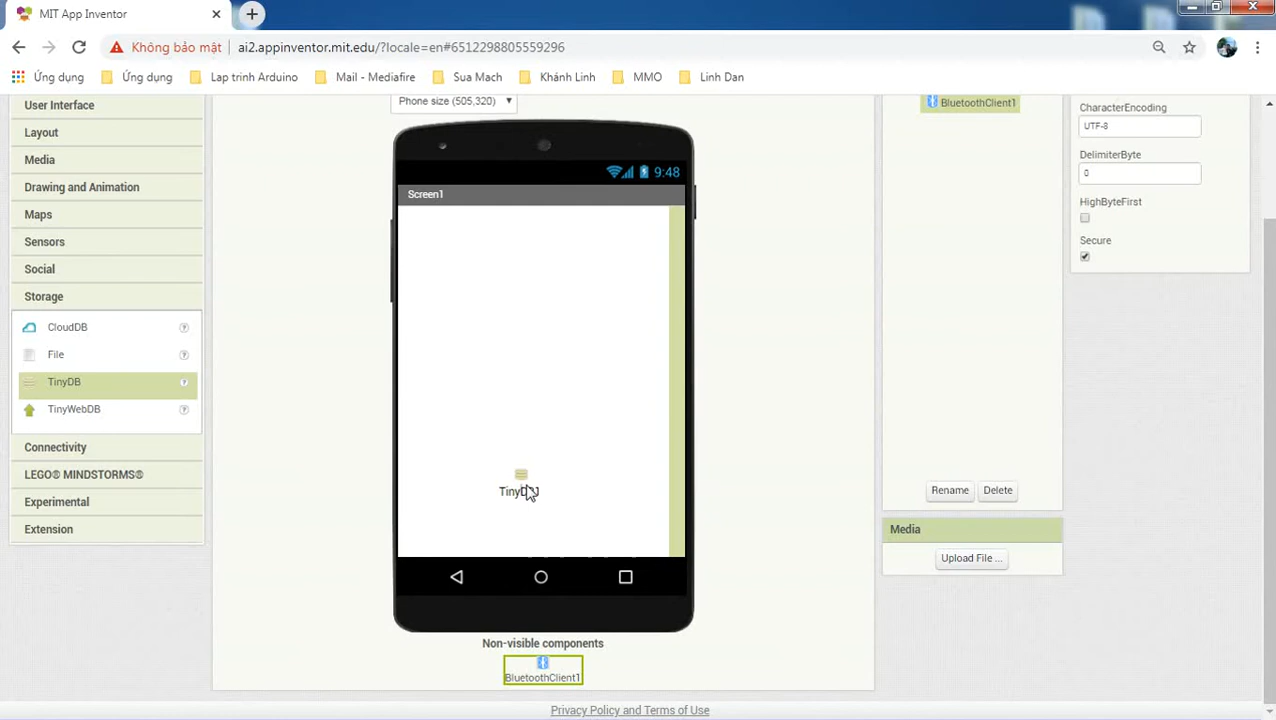 MIT App Inventor
Không bảo mật
ai2.appinventor.mit.edu/?locale=en#6512298805559296
Ứng dụng
Ứng dụng
Lap trinh Arduino
Mail - Mediafire
Sua Mach
Khánh Linh
MMO
Linh Dan
User Interface
Layout
Media
Drawing and Animation
Maps
Sensors
Social
Storage
CloudDB
File
TinyDB
TinyWebDB
Connectivity
LEGO® MINDSTORMS®
Experimental
Extension
Phone size (505,320)
9:48
Screen1
TinyDB1
Non-visible components
BluetoothClient1
BluetoothClient1
Rename
Delete
Media
Upload File ...
CharacterEncoding
UTF-8
DelimiterByte
0
HighByteFirst
Secure
Privacy Policy and Terms of Use